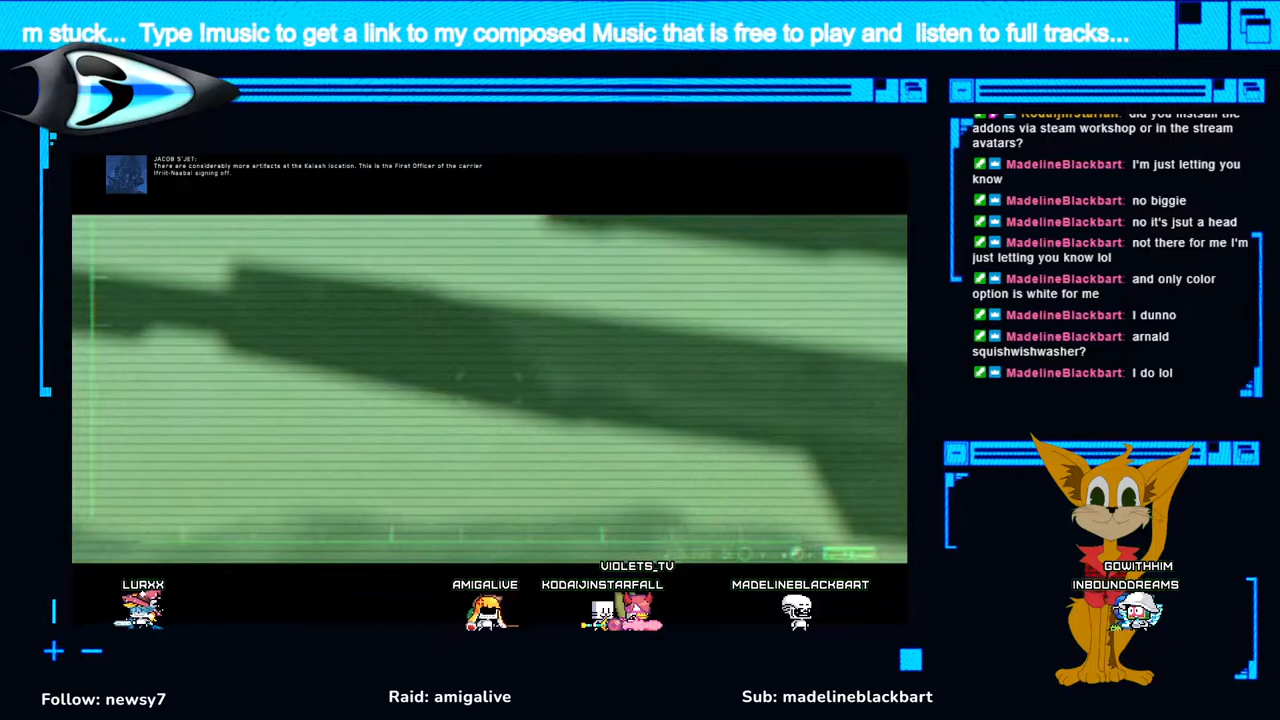 m stuck...  Type !music to get a link to my composed Music that is free to play and  listen to full tracks...
JACOB S'JET:
There are considerably more artifacts at the Kalash location. This is the First Officer of the carrier
Ifriit-Naabal signing off.
KodaijinStarfall: did you instsall the
addons via steam workshop or in the stream
avatars?
MadelineBlackbart: I'm just letting you
know
MadelineBlackbart: no biggie
MadelineBlackbart: no it's jsut a head
MadelineBlackbart: not there for me I'm
just letting you know lol
MadelineBlackbart: and only color
option is white for me
MadelineBlackbart: I dunno
MadelineBlackbart: arnald
squishwishwasher?
MadelineBlackbart: I do lol
VIOLETS_TV
GOWITHHIM
LURXX
AMIGALIVE
KODAIJINSTARFALL
MADELINEBLACKBART
INBOUNDDREAMS
Follow: newsy7
Raid: amigalive
Sub: madelineblackbart